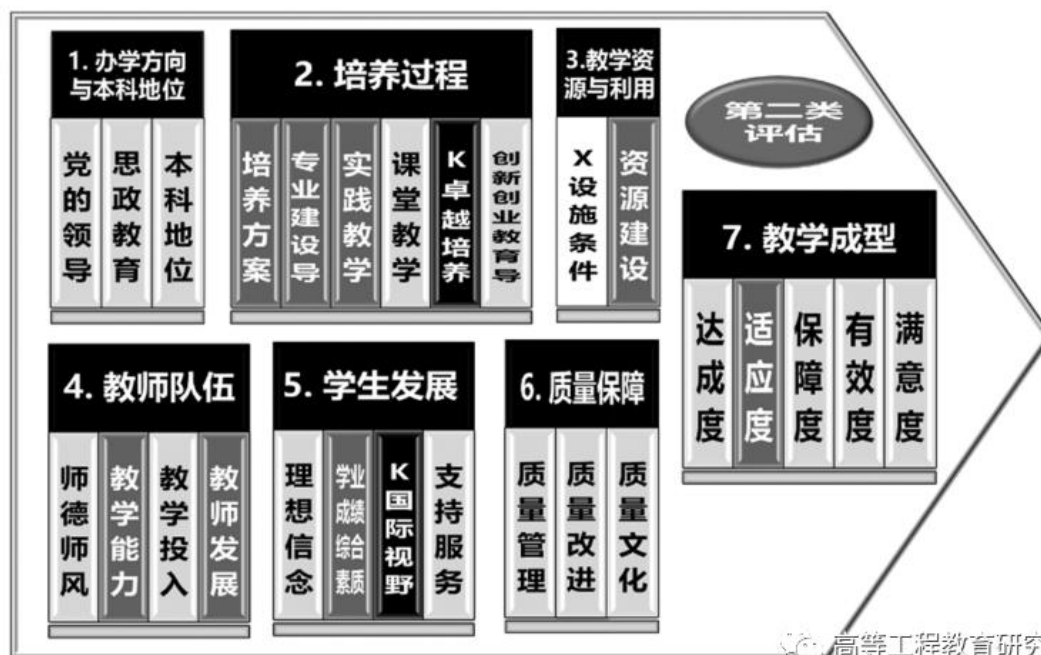 1. 办学方向
与本科地位
党的领导
思政教育
本科地位
2. 培养过程
培养方案
专业建设导
实践教学
课堂教学
K卓越培养
创新创业教育导
3.教学资
源与利用
X设施条件
资源建设
第二类
评估
7. 教学成型
达成度
适应度
保障度
有效度
满意度
4. 教师队伍
师德师风
教学能力
教学投入
教师发展
5. 学生发展
理想信念
学业
成绩
综合
素质
K国际视野
支持服务
6. 质量保障
质量管理
质量改进
质量文化
高等工程教育研究